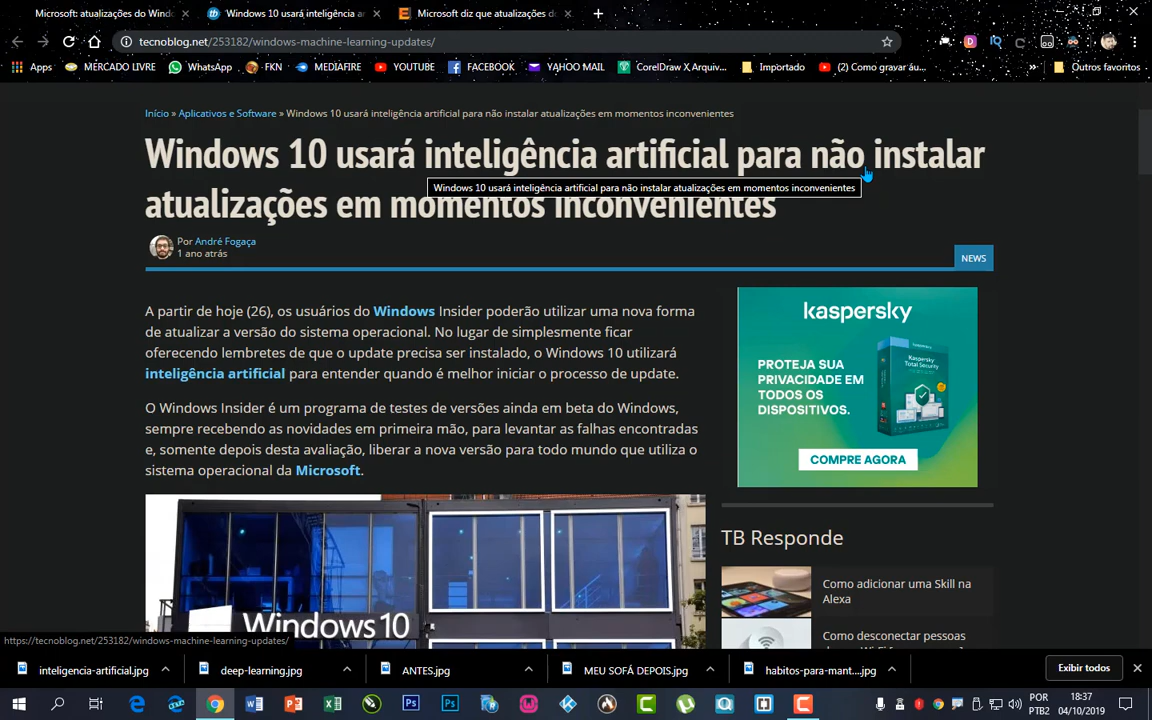 Microsoft: atualizações do Wind
Windows 10 usará inteligência a
Microsoft diz que atualizações do
tecnoblog.net/253182/windows-machine-learning-updates/
Apps
MERCADO LIVRE
WhatsApp
FKN
MEDIAFIRE
YOUTUBE
FACEBOOK
YAHOO MAIL
CorelDraw X Arquiv...
Importado
(2) Como gravar áu...
»
Outros favoritos
Início » Aplicativos e Software » Windows 10 usará inteligência artificial para não instalar atualizações em momentos inconvenientes
Windows 10 usará inteligência artificial para não instalar
Windows 10 usará inteligência artificial para não instalar atualizações em momentos inconvenientes
atualizações em momentos inconvenientes
Por André Fogaça
1 ano atrás
NEWS
A partir de hoje (26), os usuários do Windows Insider poderão utilizar uma nova forma
de atualizar a versão do sistema operacional. No lugar de simplesmente ficar
oferecendo lembretes de que o update precisa ser instalado, o Windows 10 utilizará
inteligência artificial para entender quando é melhor iniciar o processo de update.
O Windows Insider é um programa de testes de versões ainda em beta do Windows,
sempre recebendo as novidades em primeira mão, para levantar as falhas encontradas
e, somente depois desta avaliação, liberar a nova versão para todo mundo que utiliza o
sistema operacional da Microsoft.
Windows 10
kaspersky
PROTEJA SUA
PRIVACIDADE EM
TODOS OS
DISPOSITIVOS.
COMPRE AGORA
TB Responde
Como adicionar uma Skill na
Alexa
Como desconectar pessoas
https://tecnoblog.net/253182/windows-machine-learning-updates/
inteligencia-artificial.jpg
deep-learning.jpg
ANTES.jpg
MEU SOFÁ DEPOIS.jpg
habitos-para-mant....jpg
Exibir todos
POR
PTB2
18:37
04/10/2019